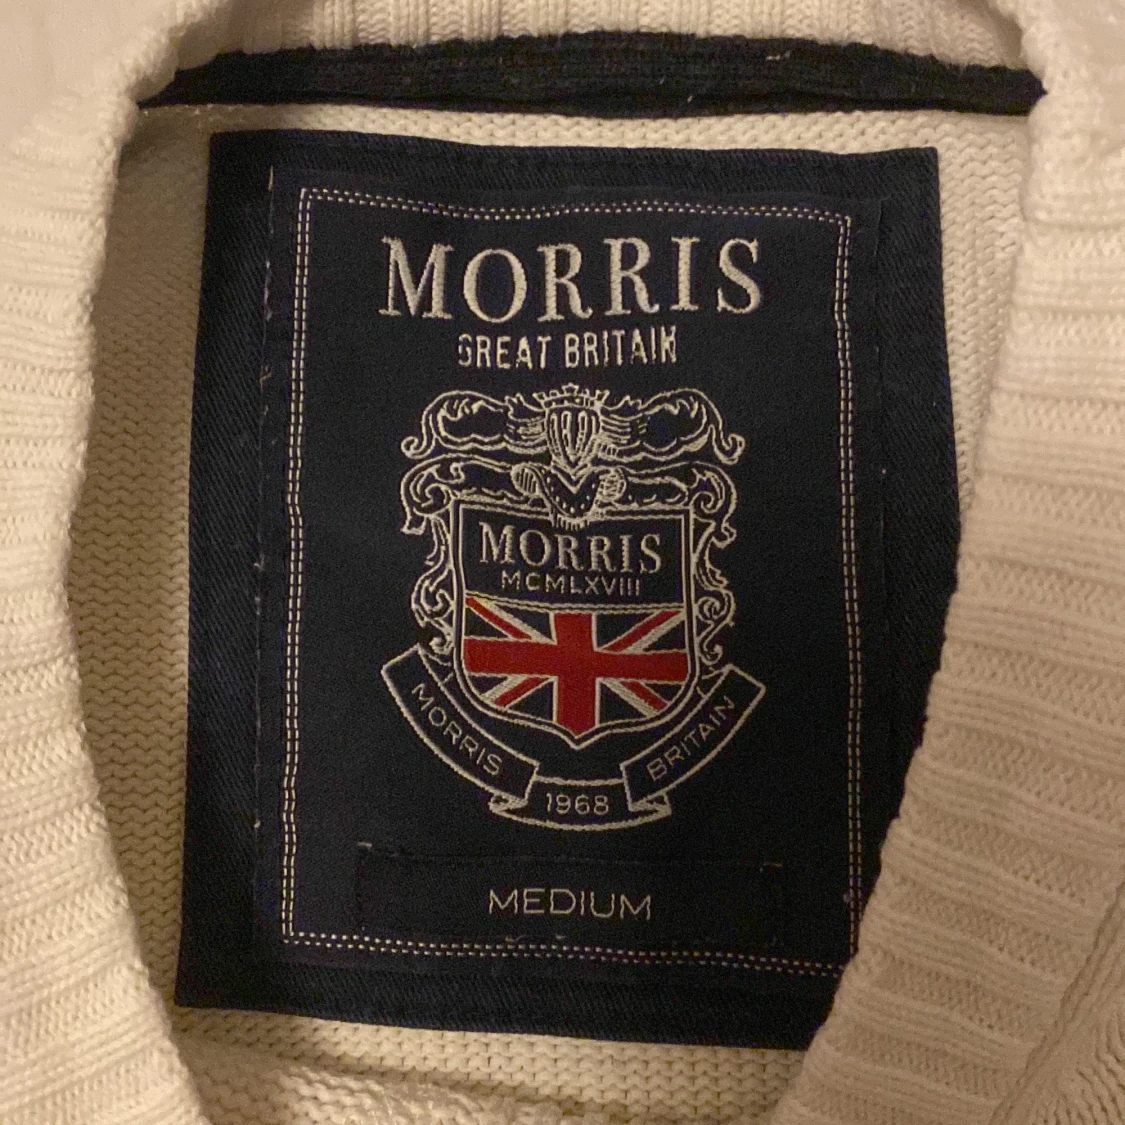 MORRIS
GREAT BRITAIN
MORRIS
MCMLXVIII
MORRIS
1968
BRITAIN
MEDIUM